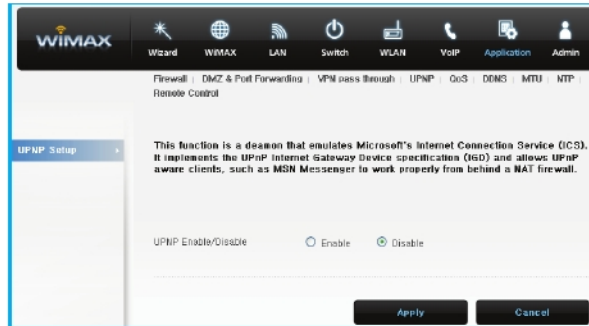 WiMAX
Wizard WiMAX LAN Switch WLAN VoIP Application Admin
Firewall | DMZ & Port Forwarding | VPN pass through | UPNP | QoS | DDNS | MTU | NTP |
Remote Control
UPNP Setup
This function is a deamon that emulates Microsoft's Internet Connection Service (ICS).
It implements the UPnP Internet Gateway Device specification (IGD) and allows UPnP
aware clients, such as MSN Messenger to work properly from behind a NAT firewall.
UPNP Enable/Disable Enable Disable
Apply Cancel